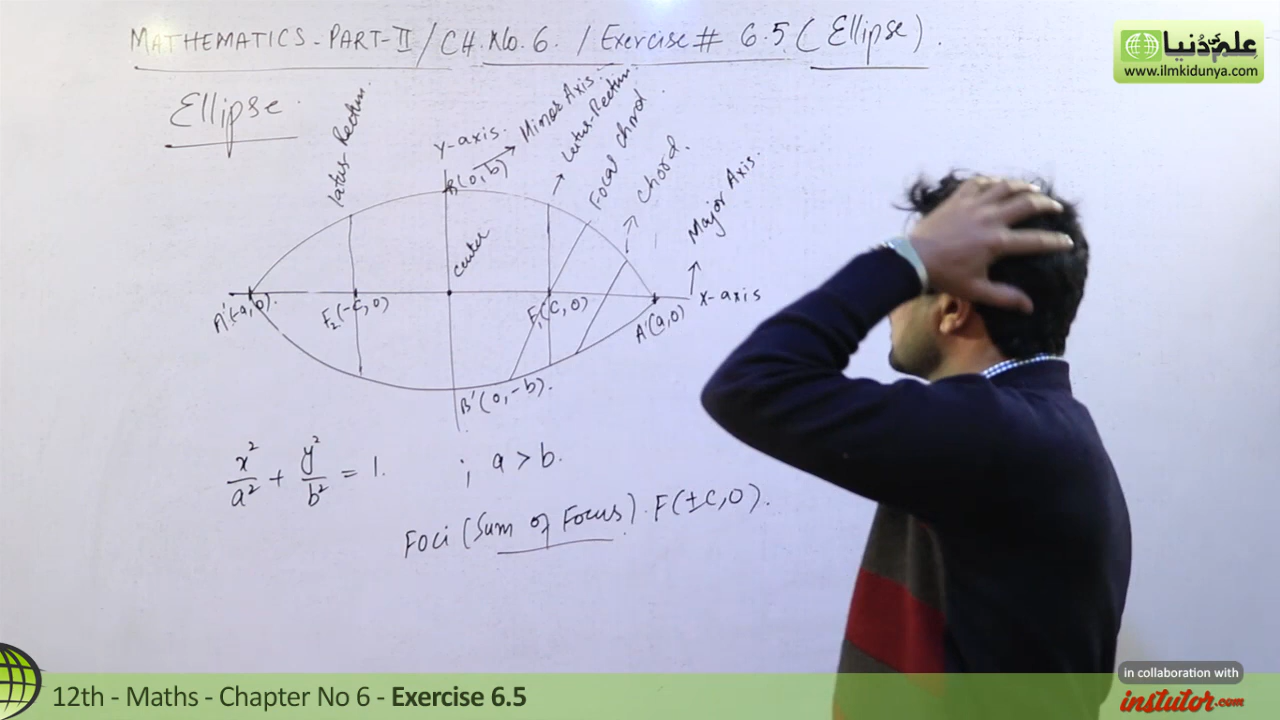 MATHEMATICS-PART-II / CH.No.6. / Exercise# 6.5 (Ellipse).
علم کی دُنیا
www.ilmkidunya.com
Ellipse.
latus Rectum.
Y-axis.
Minor Axis.
Latus-Rectum.
Focal chord.
chord.
Major Axis.
B(0,b)
center
A'(-a,0).
F₂(-c,0)
F₁(c,0)
A'(a,0)
x-axis
B'(0,-b).
x²/a² + y²/b² = 1. ; a > b.
Foci (Sum of Focus). F(±c,0).
12th - Maths - Chapter No 6 - Exercise 6.5
in collaboration with
instutor.com